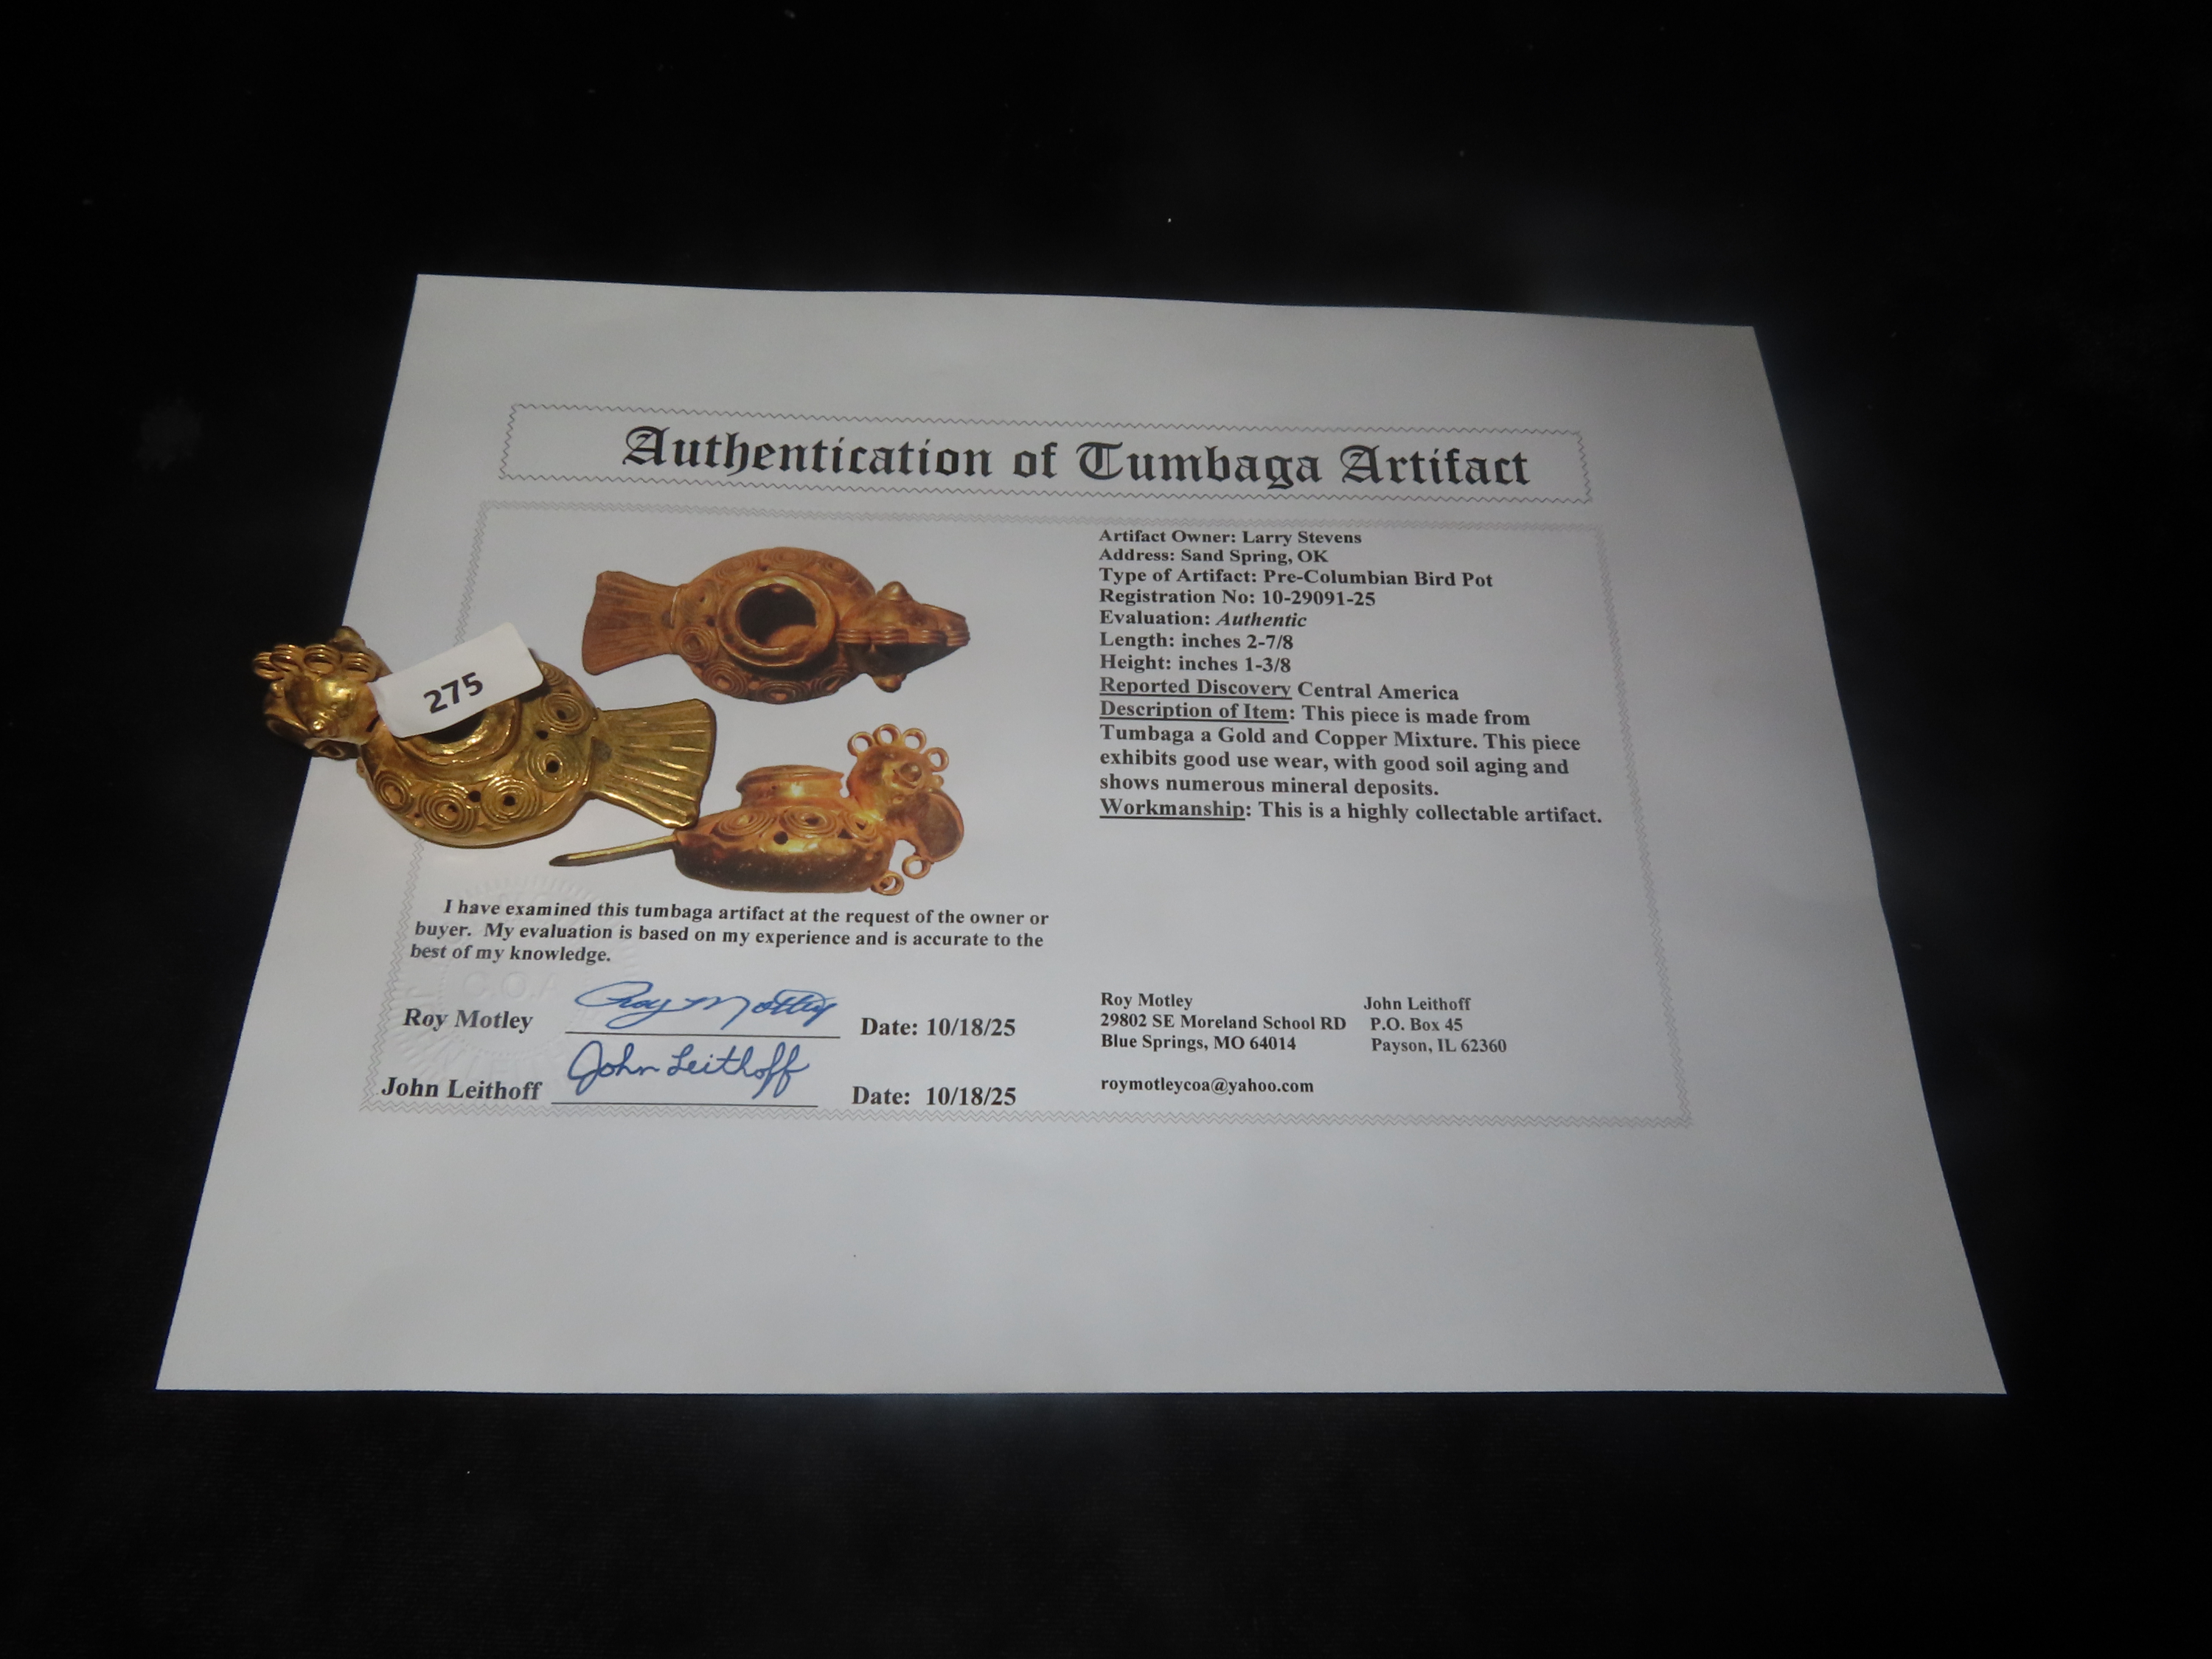 Authentication of Tumbaga Artifact
Artifact Owner: Larry Stevens
Address: Sand Spring, OK
Type of Artifact: Pre-Columbian Bird Pot
Registration No: 10-29091-25
Evaluation: Authentic
Length: inches 2-7/8
Height: inches 1-3/8
Reported Discovery Central America
Description of Item: This piece is made from
Tumbaga a Gold and Copper Mixture. This piece
exhibits good use wear, with good soil aging and
shows numerous mineral deposits.
Workmanship: This is a highly collectable artifact.
275
I have examined this tumbaga artifact at the request of the owner or
buyer. My evaluation is based on my experience and is accurate to the
best of my knowledge.
Roy Motley Roy Motley Date: 10/18/25
John Leithoff John Leithoff Date: 10/18/25
Roy Motley
29802 SE Moreland School RD
Blue Springs, MO 64014
roymotleycoa@yahoo.com
John Leithoff
P.O. Box 45
Payson, IL 62360